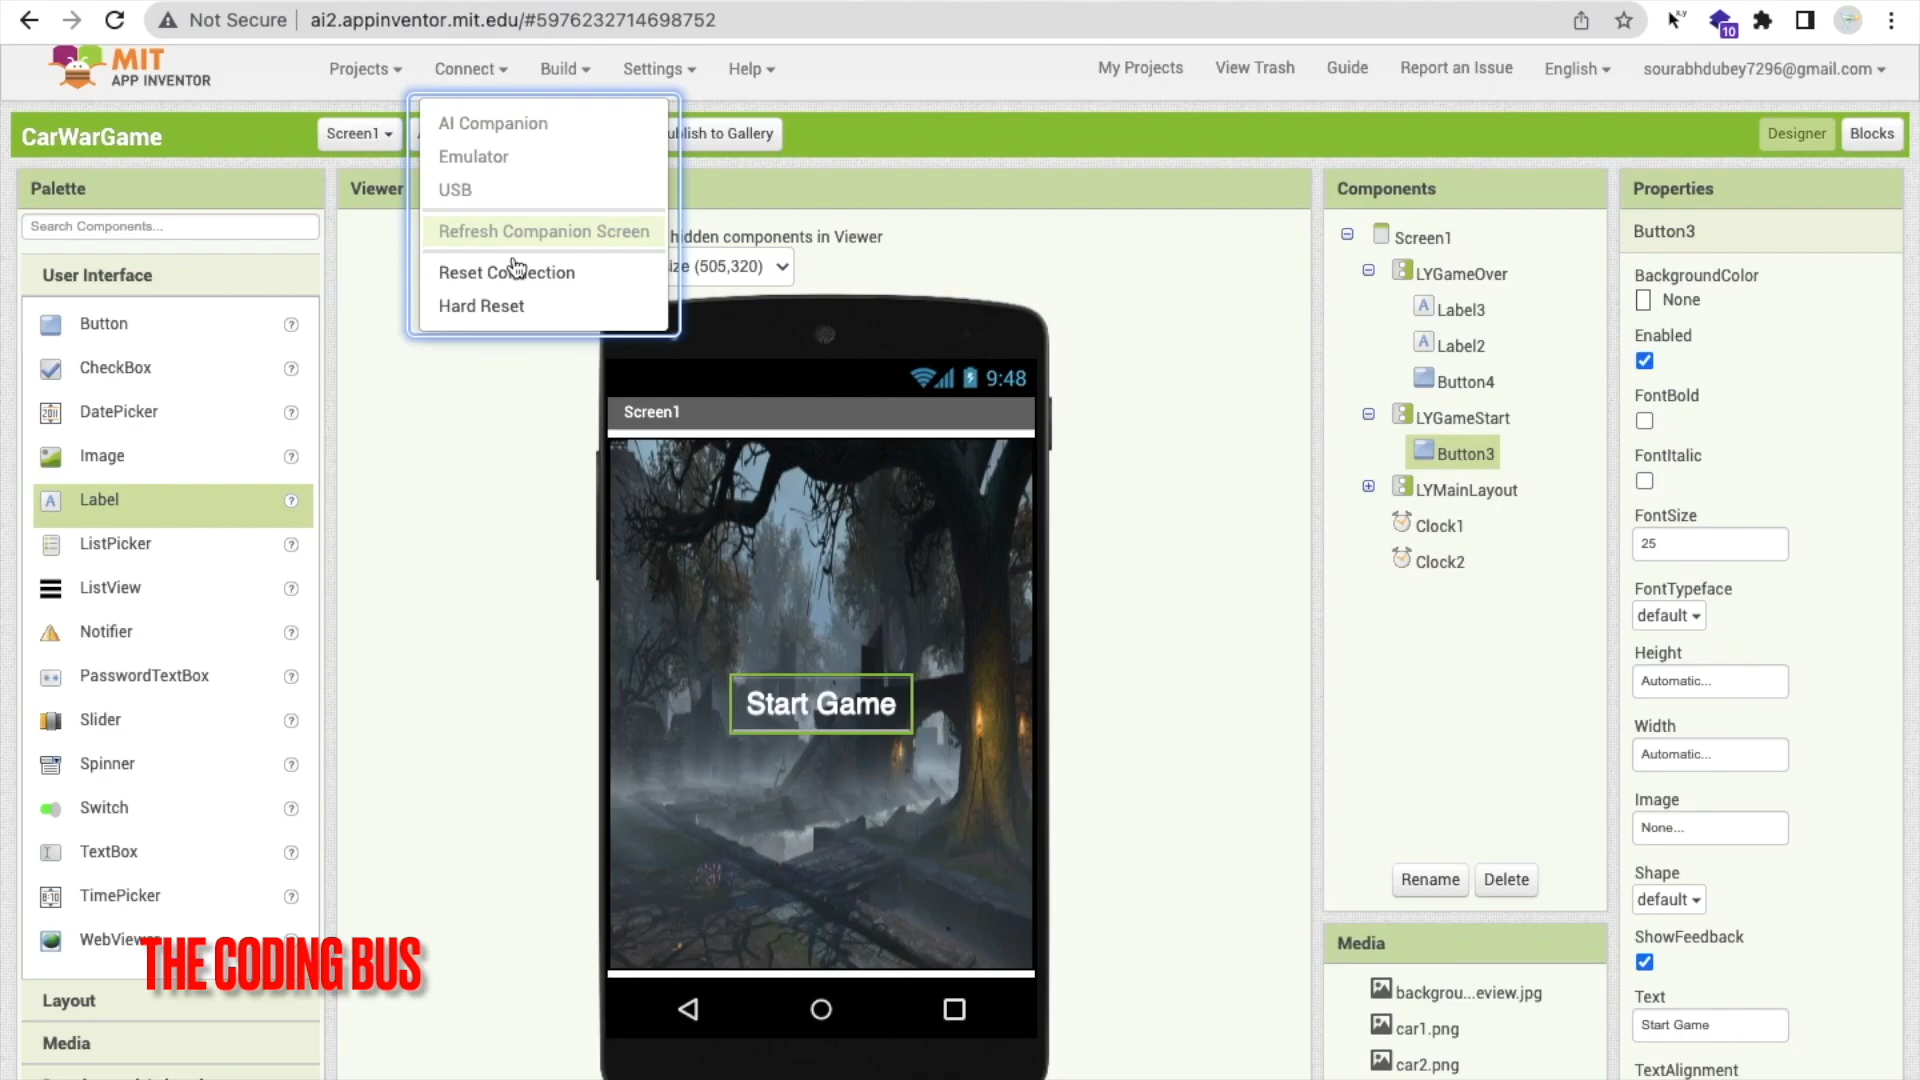 Not Secure
ai2.appinventor.mit.edu/#5976232714698752
10
MIT
APP INVENTOR
Projects
Connect
Build
Settings
Help
My Projects
View Trash
Guide
Report an Issue
English
sourabhdubey7296@gmail.com
CarWarGame
Screen1
ublish to Gallery
Designer
Blocks
AI Companion
Emulator
USB
Refresh Companion Screen
Reset Connection
Hard Reset
Palette
Search Components...
User Interface
Button
CheckBox
DatePicker
Image
Label
ListPicker
ListView
Notifier
PasswordTextBox
Slider
Spinner
Switch
TextBox
TimePicker
THE CODING BUS
Layout
Media
Viewer
hidden components in Viewer
ize (505,320)
9:48
Screen1
Start Game
Components
Screen1
LYGameOver
Label3
Label2
Button4
LYGameStart
Button3
LYMainLayout
Clock1
Clock2
Rename
Delete
Media
backgrou...eview.jpg
car1.png
car2.png
Properties
Button3
BackgroundColor
None
Enabled
FontBold
FontItalic
FontSize
25
FontTypeface
default
Height
Automatic...
Width
Automatic...
Image
None...
Shape
default
ShowFeedback
Text
Start Game
TextAlignment